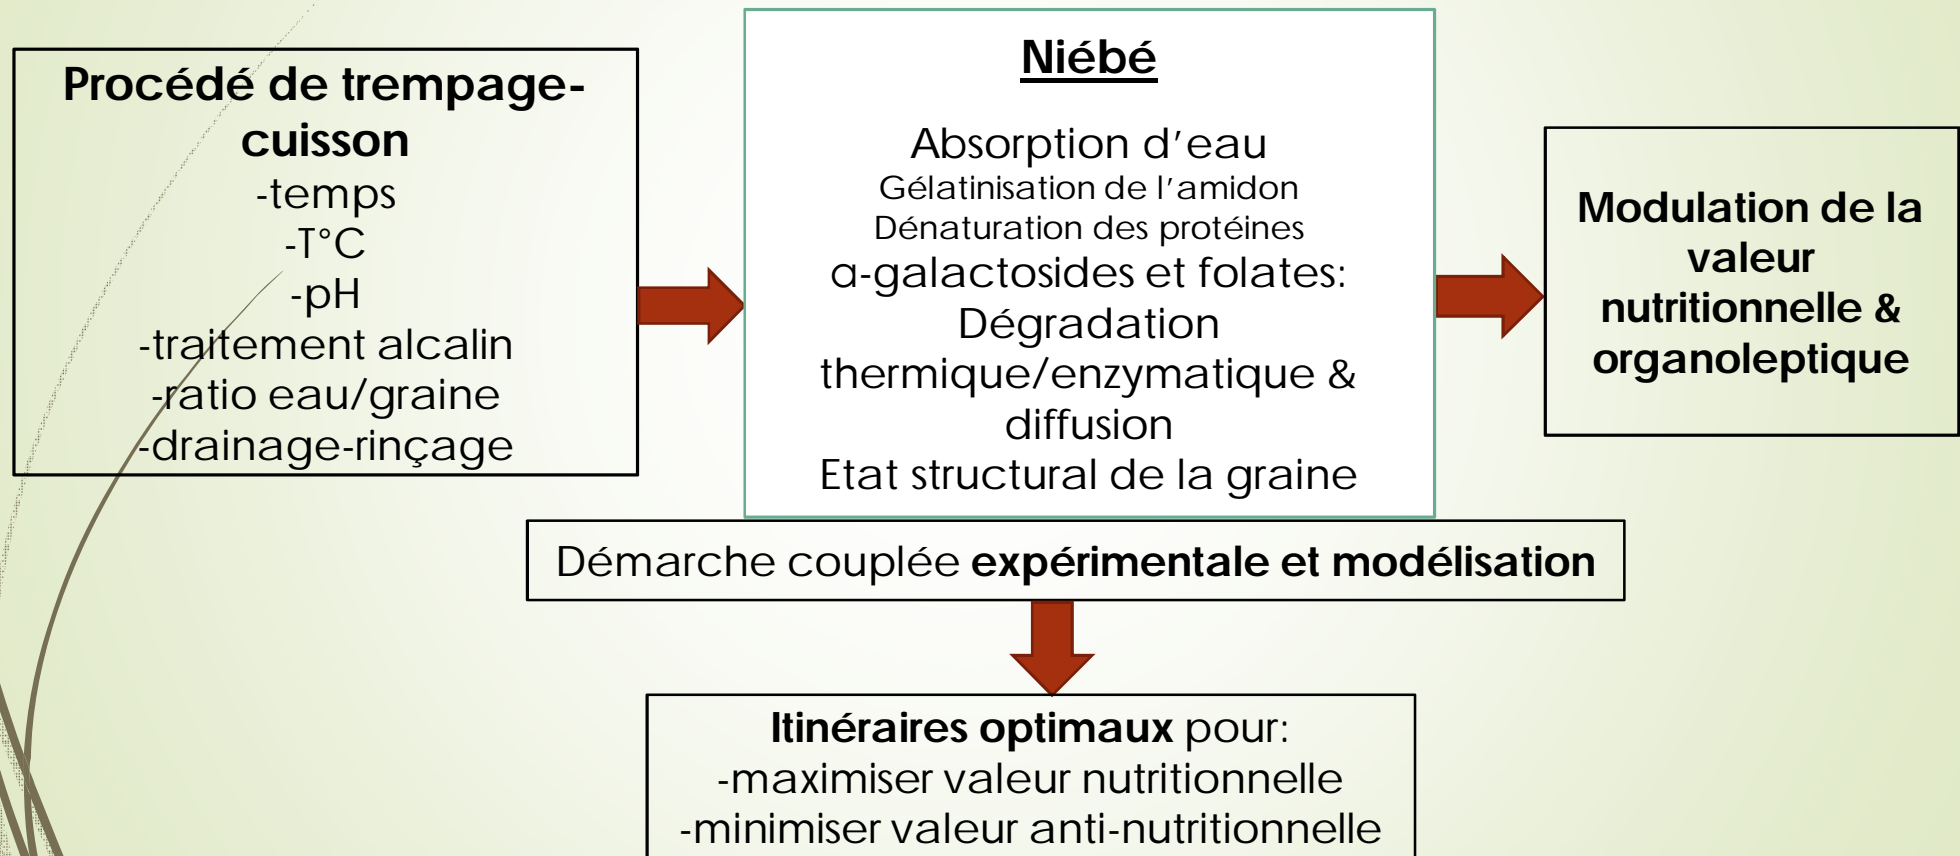 Procédé de trempage-
cuisson
-temps
-T°C
-pH
-traitement alcalin
-ratio eau/graine
-drainage-rinçage
Niébé
Absorption d’eau
Gélatinisation de l’amidon
Dénaturation des protéines
α-galactosides et folates:
Dégradation
thermique/enzymatique &
diffusion
Etat structural de la graine
Modulation de la
valeur
nutritionnelle &
organoleptique
Démarche couplée expérimentale et modélisation
Itinéraires optimaux pour:
-maximiser valeur nutritionnelle
-minimiser valeur anti-nutritionnelle